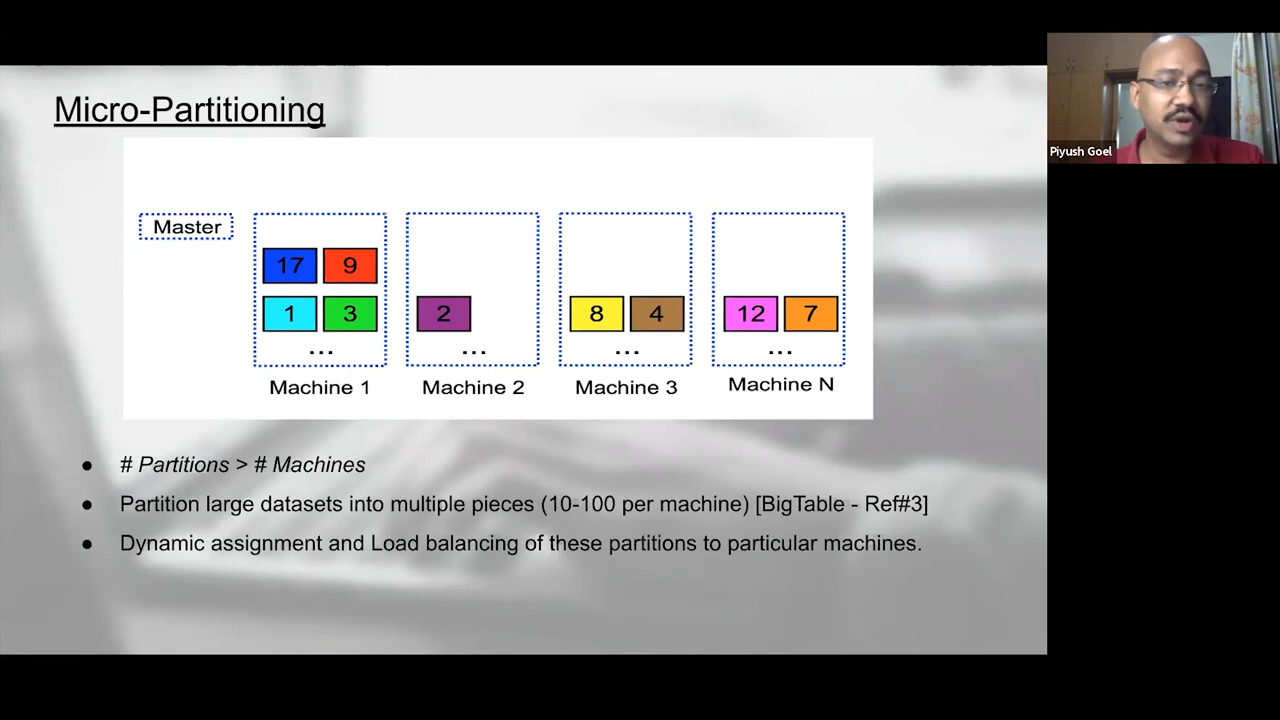 Micro-Partitioning
Master
17 9
1 3
...
Machine 1
2
...
Machine 2
8 4
...
Machine 3
12 7
...
Machine N
● # Partitions > # Machines
● Partition large datasets into multiple pieces (10-100 per machine) [BigTable - Ref#3]
● Dynamic assignment and Load balancing of these partitions to particular machines.
Piyush Goel